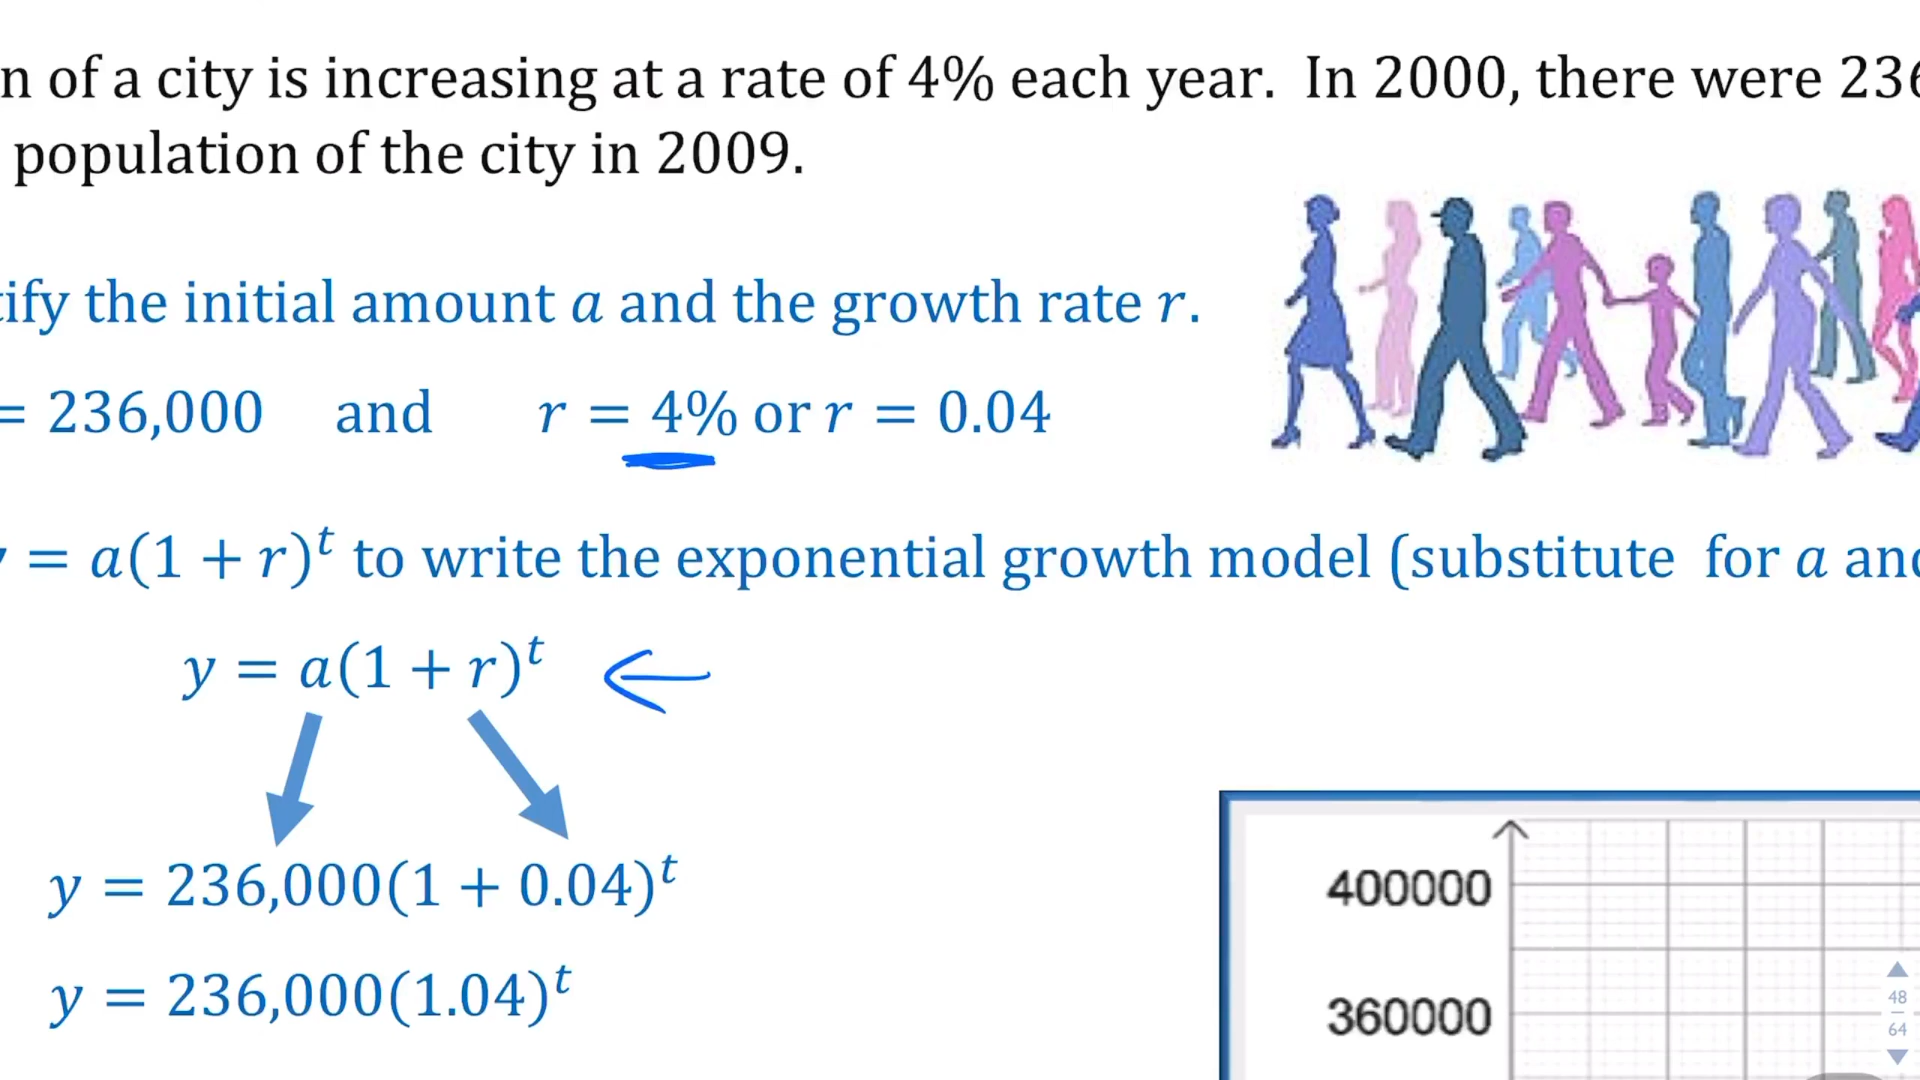 n of a city is increasing at a rate of 4% each year. In 2000, there were 236
population of the city in 2009.
ify the initial amount a and the growth rate r.
= 236,000 and r = 4% or r = 0.04
= a(1 + r)^t to write the exponential growth model (substitute for a and
y = a(1 + r)^t
y = 236,000(1 + 0.04)^t
y = 236,000(1.04)^t
400000
360000
48
64